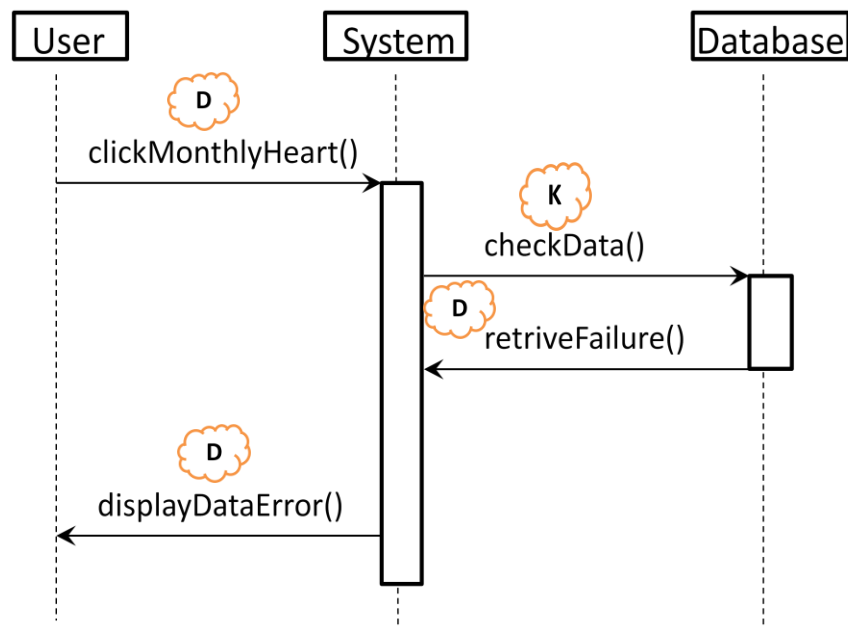 User System Database
D
clickMonthlyHeart()
K
checkData()
D
retriveFailure()
D
displayDataError()